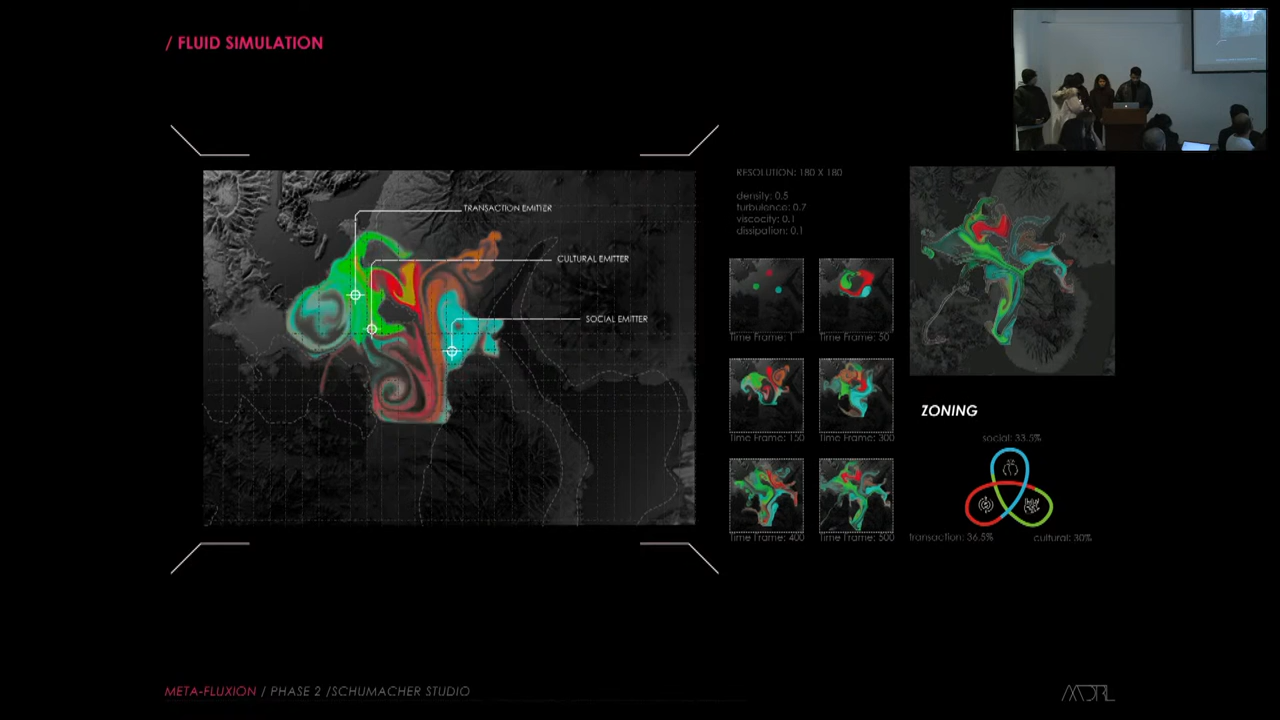 / FLUID SIMULATION
TRANSACTION EMITTER
CULTURAL EMITTER
SOCIAL EMITTER
RESOLUTION: 180 X 180
density: 0.5
turbulence: 0.7
viscosity: 0.1
dissipation: 0.1
Time Frame: 1
Time Frame: 50
Time Frame: 150
Time Frame: 300
Time Frame: 400
Time Frame: 500
ZONING
social: 33.5%
transaction: 36.5%
cultural: 30%
META-FLUXION / PHASE 2 /SCHUMACHER STUDIO
AADRL